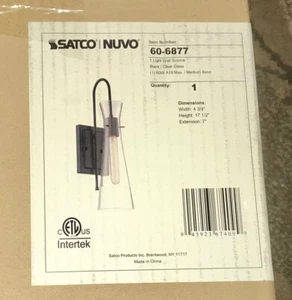 SATCO | NUVO
Item Number:
60-6877
1 Light Wall Sconce
Black / Clear Glass
(1) 60W A19 Max. / Medium Base
Quantity: 1
Dimensions:
Width: 4 3/4"
Height: 17 1/2"
Extension: 7"
ETL
C US
Intertek
Satco Products Inc. Brentwood, NY 11717
Made in China